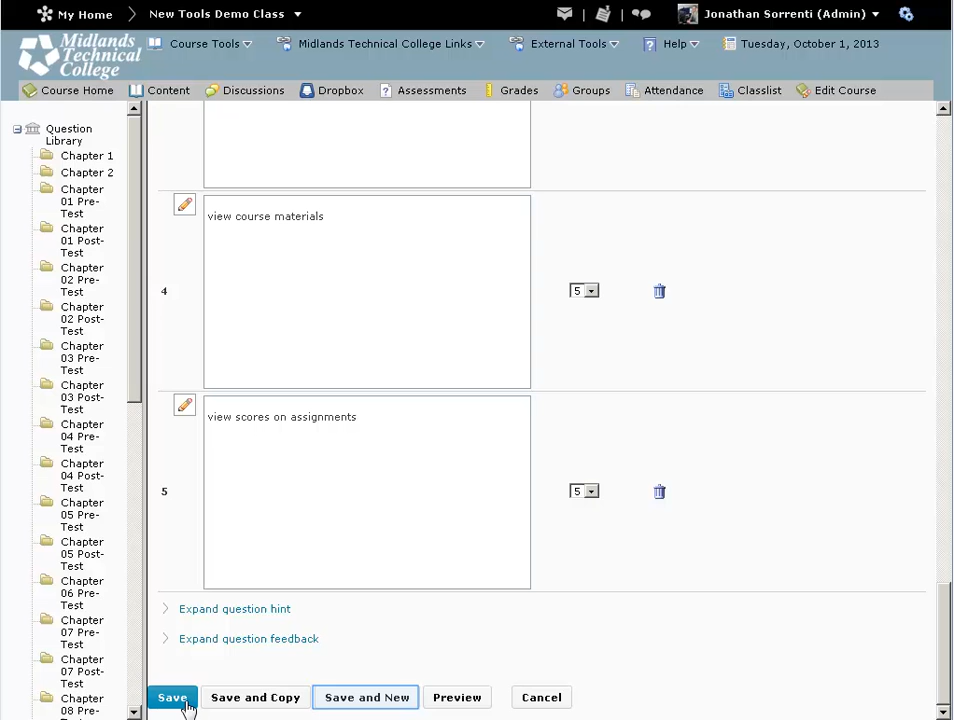 My Home
New Tools Demo Class
Jonathan Sorrenti (Admin)
Midlands
Technical
College
Course Tools
Midlands Technical College Links
External Tools
Help
Tuesday, October 1, 2013
Course Home
Content
Discussions
Dropbox
Assessments
Grades
Groups
Attendance
Classlist
Edit Course
Question
Library
Chapter 1
Chapter 2
Chapter
01 Pre-
Test
Chapter
01 Post-
Test
Chapter
02 Pre-
Test
Chapter
02 Post-
Test
Chapter
03 Pre-
Test
Chapter
03 Post-
Test
Chapter
04 Pre-
Test
Chapter
04 Post-
Test
Chapter
05 Pre-
Test
Chapter
05 Post-
Test
Chapter
06 Pre-
Test
Chapter
07 Pre-
Test
Chapter
07 Post-
Test
Chapter
08 Pre-
4
view course materials
5
5
view scores on assignments
5
Expand question hint
Expand question feedback
Save
Save and Copy
Save and New
Preview
Cancel